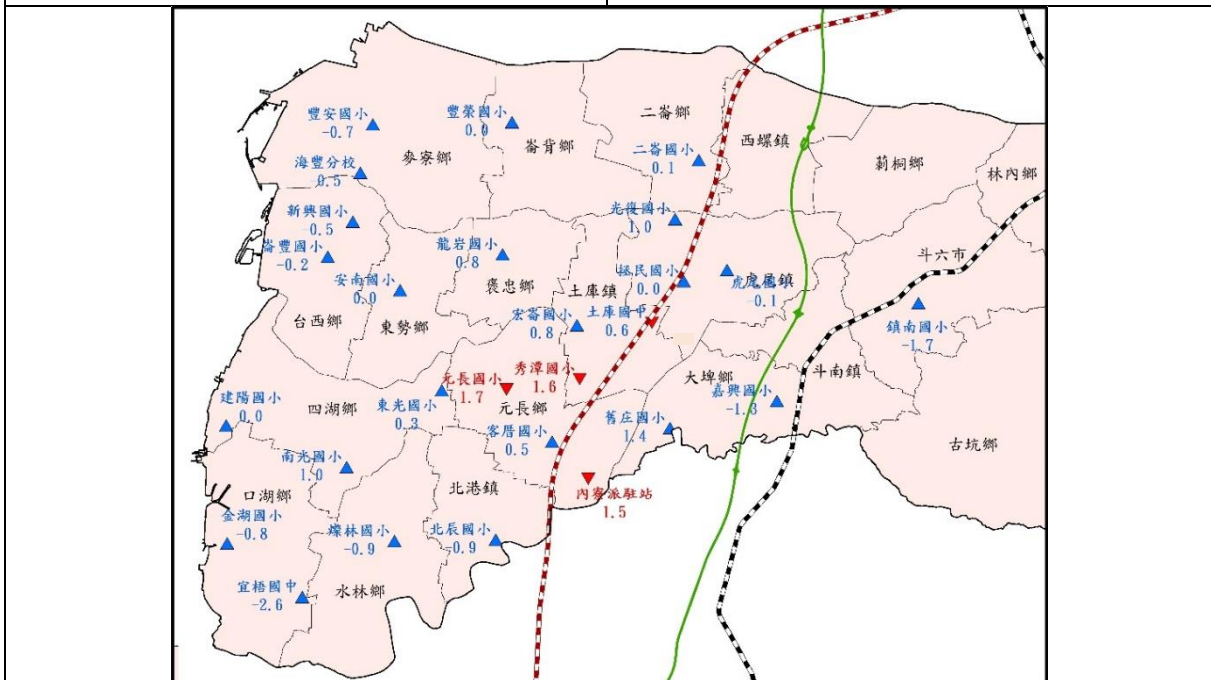 二崙鄉
豐安國小
-0.7
豐榮國小
0.0
崙背鄉
西螺鎮
麥寮鄉
二崙國小
0.1
莿桐鄉
林內鄉
海豐分校
0.5
新興國小
-0.5
光復國小
1.0
崙豐國小
-0.2
龍岩國小
0.8
斗六市
安南國小
0.0
褒忠鄉
土庫鎮
拯民國小
0.0
虎尾鎮
-0.1
台西鄉
東勢鄉
宏崙國小
0.8
土庫國中
0.6
鎮南國小
-1.7
元長國小
1.7
秀潭國小
1.6
大埤鄉
斗南鎮
建陽國小
0.0
四湖鄉
東光國小
0.3
元長鄉
嘉興國小
-1.3
客厝國小
0.5
舊庄國小
1.4
古坑鄉
南光國小
1.0
口湖鄉
北港鎮
內寮派駐站
1.5
金湖國小
-0.8
燦林國小
-0.9
北辰國小
-0.9
宜梧國中
-2.6
水林鄉